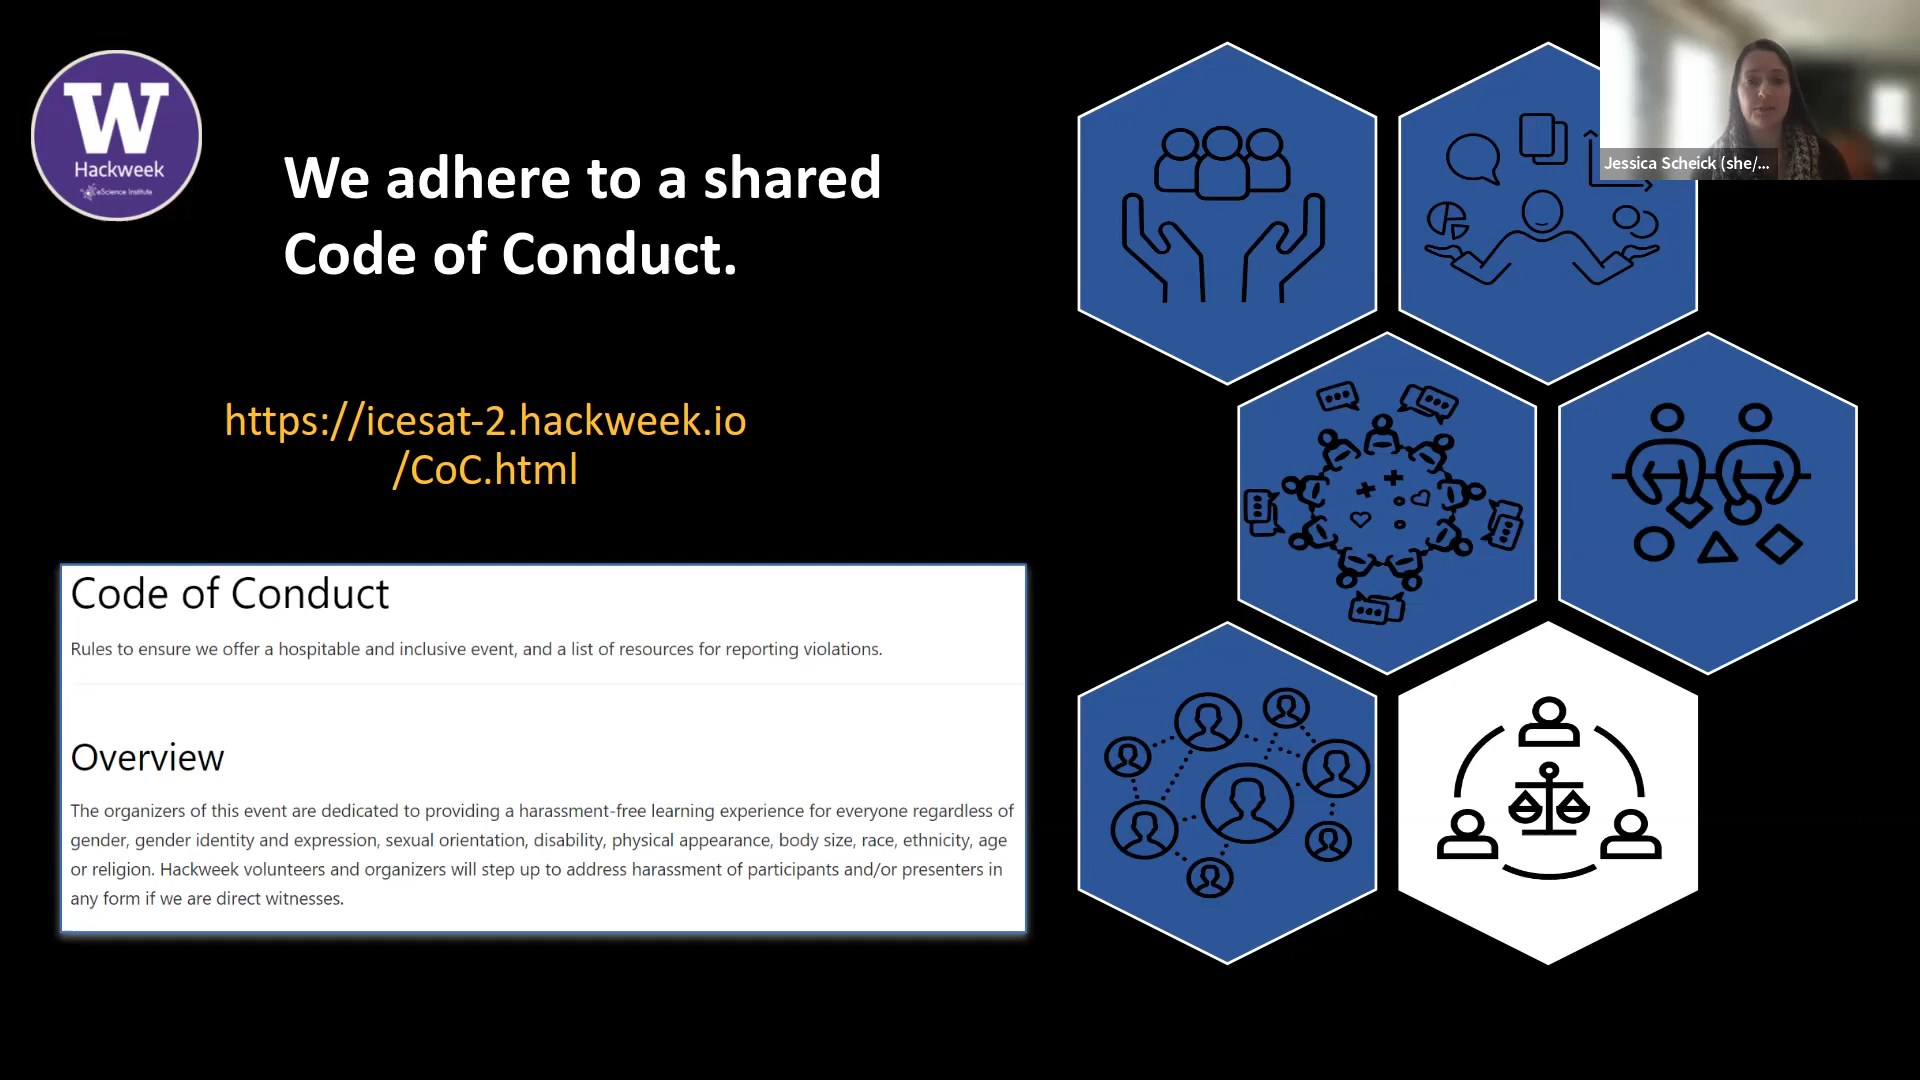 W
Hackweek
eScience Institute
We adhere to a shared
Code of Conduct.
https://icesat-2.hackweek.io
/CoC.html
Code of Conduct
Rules to ensure we offer a hospitable and inclusive event, and a list of resources for reporting violations.
Overview
The organizers of this event are dedicated to providing a harassment-free learning experience for everyone regardless of
gender, gender identity and expression, sexual orientation, disability, physical appearance, body size, race, ethnicity, age
or religion. Hackweek volunteers and organizers will step up to address harassment of participants and/or presenters in
any form if we are direct witnesses.
Jessica Scheick (she/...